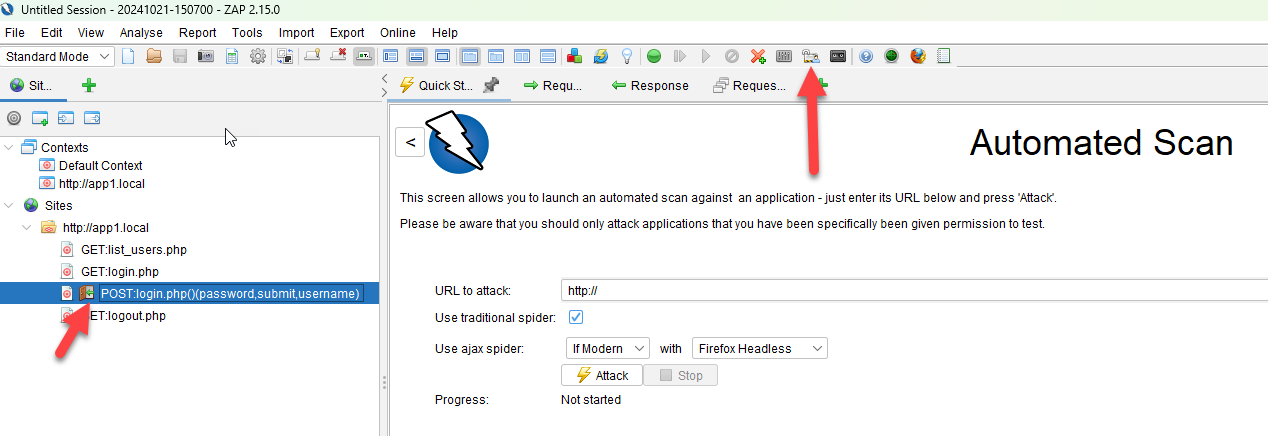 Untitled Session - 20241021-150700 - ZAP 2.15.0
File Edit View Analyse Report Tools Import Export Online Help
Standard Mode
Sit... Quick St... Requ... Response Reques...
Contexts
Default Context
http://app1.local
Sites
http://app1.local
GET:list_users.php
GET:login.php
POST:login.php()(password,submit,username)
ET:logout.php
<
Automated Scan
This screen allows you to launch an automated scan against an application - just enter its URL below and press 'Attack'.
Please be aware that you should only attack applications that you have been specifically been given permission to test.
URL to attack: http://
Use traditional spider:
Use ajax spider: If Modern with Firefox Headless
Attack Stop
Progress: Not started